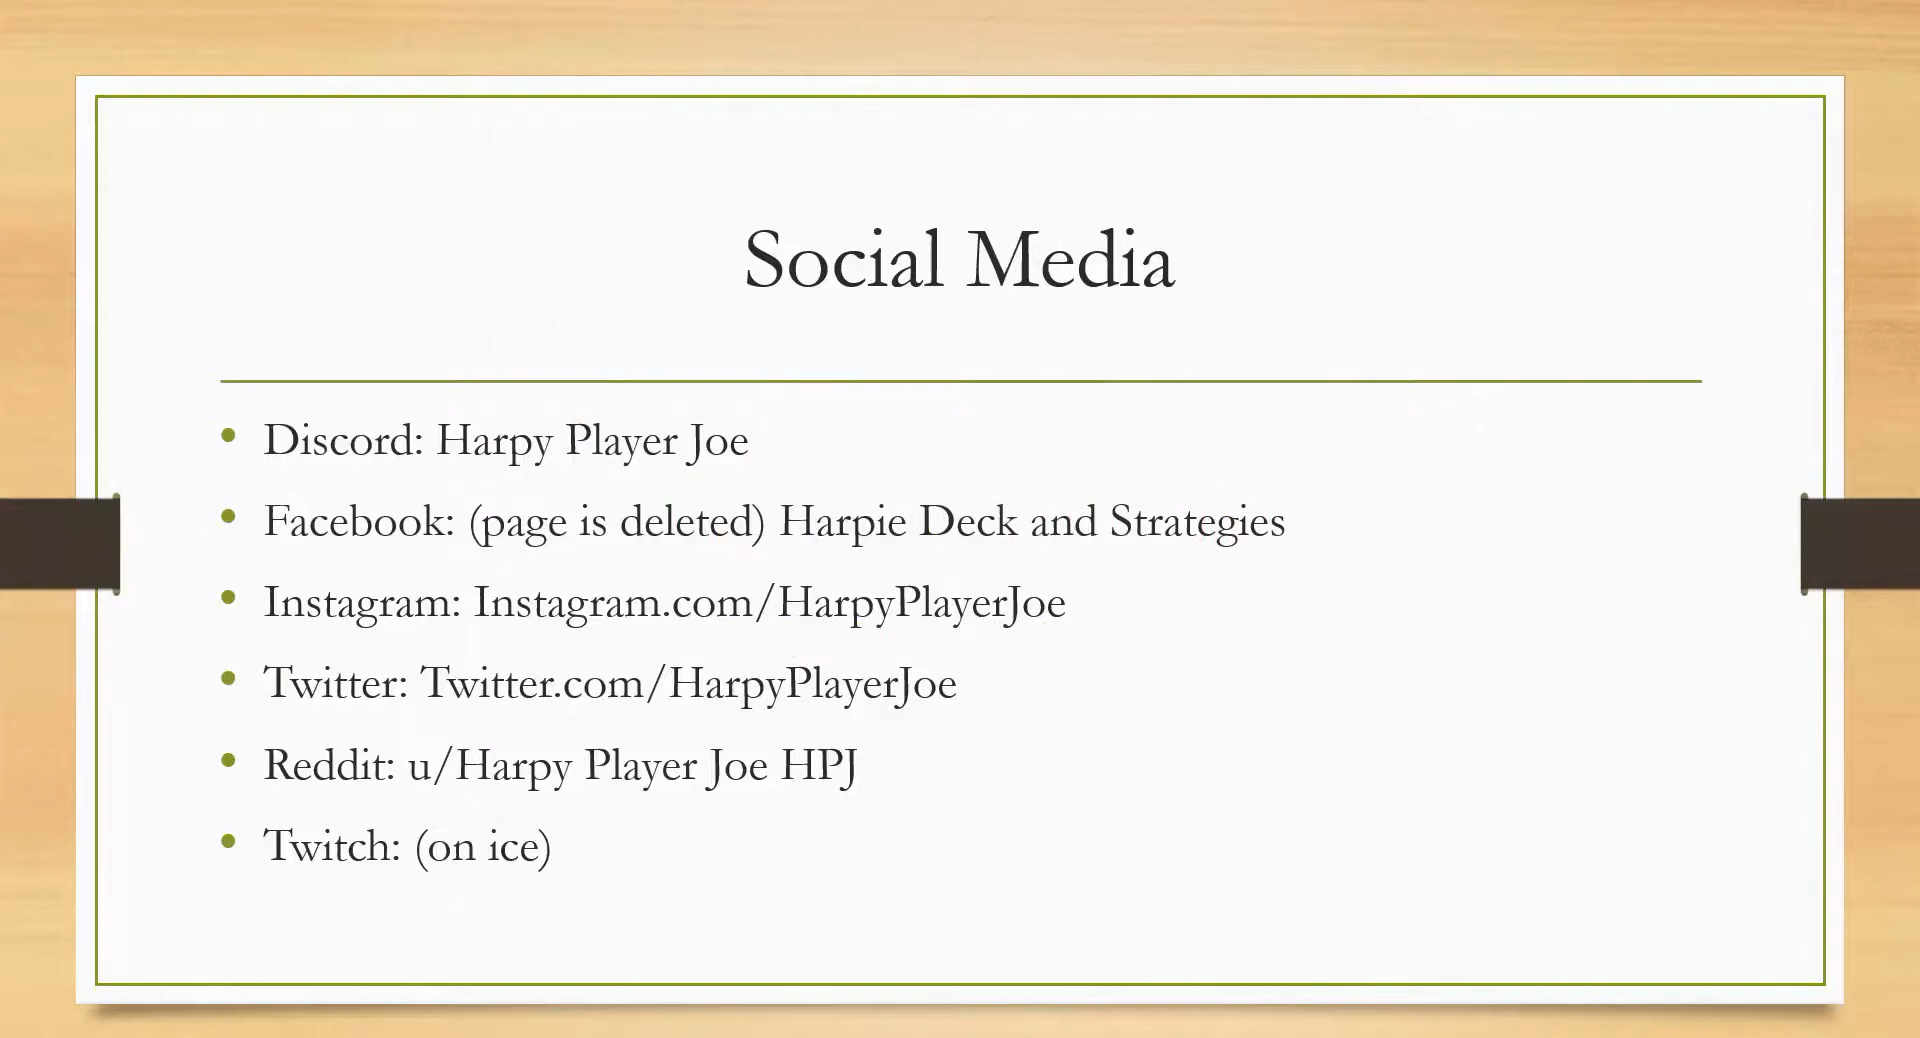 Social Media
Discord: Harpy Player Joe
Facebook: (page is deleted) Harpie Deck and Strategies
Instagram: Instagram.com/HarpyPlayerJoe
Twitter: Twitter.com/HarpyPlayerJoe
Reddit: u/Harpy Player Joe HPJ
Twitch: (on ice)